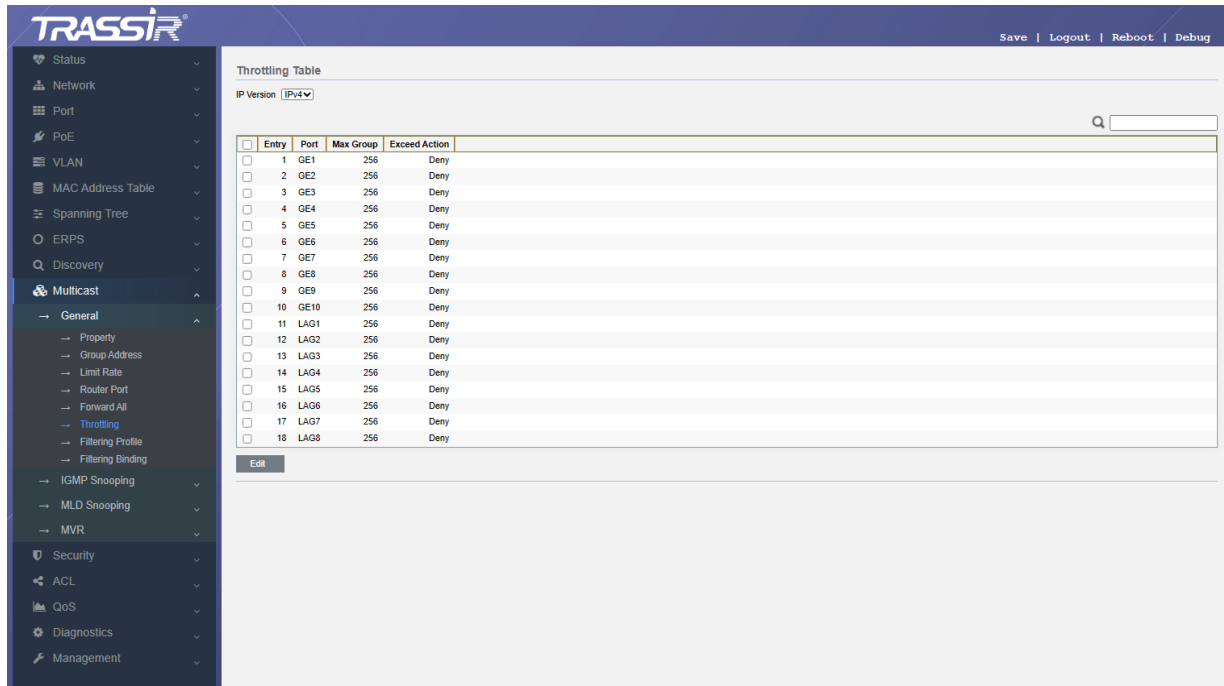 TRASSIR
Save | Logout | Reboot | Debug
Status
Network
Port
PoE
VLAN
MAC Address Table
Spanning Tree
ERPS
Discovery
Multicast
→ General
→ Property
→ Group Address
→ Limit Rate
→ Router Port
→ Forward All
→ Throttling
→ Filtering Profile
→ Filtering Binding
→ IGMP Snooping
→ MLD Snooping
→ MVR
Security
ACL
QoS
Diagnostics
Management
Throttling Table
IP Version IPv4
Entry Port Max Group Exceed Action
1 GE1 256 Deny
2 GE2 256 Deny
3 GE3 256 Deny
4 GE4 256 Deny
5 GE5 256 Deny
6 GE6 256 Deny
7 GE7 256 Deny
8 GE8 256 Deny
9 GE9 256 Deny
10 GE10 256 Deny
11 LAG1 256 Deny
12 LAG2 256 Deny
13 LAG3 256 Deny
14 LAG4 256 Deny
15 LAG5 256 Deny
16 LAG6 256 Deny
17 LAG7 256 Deny
18 LAG8 256 Deny
Edit